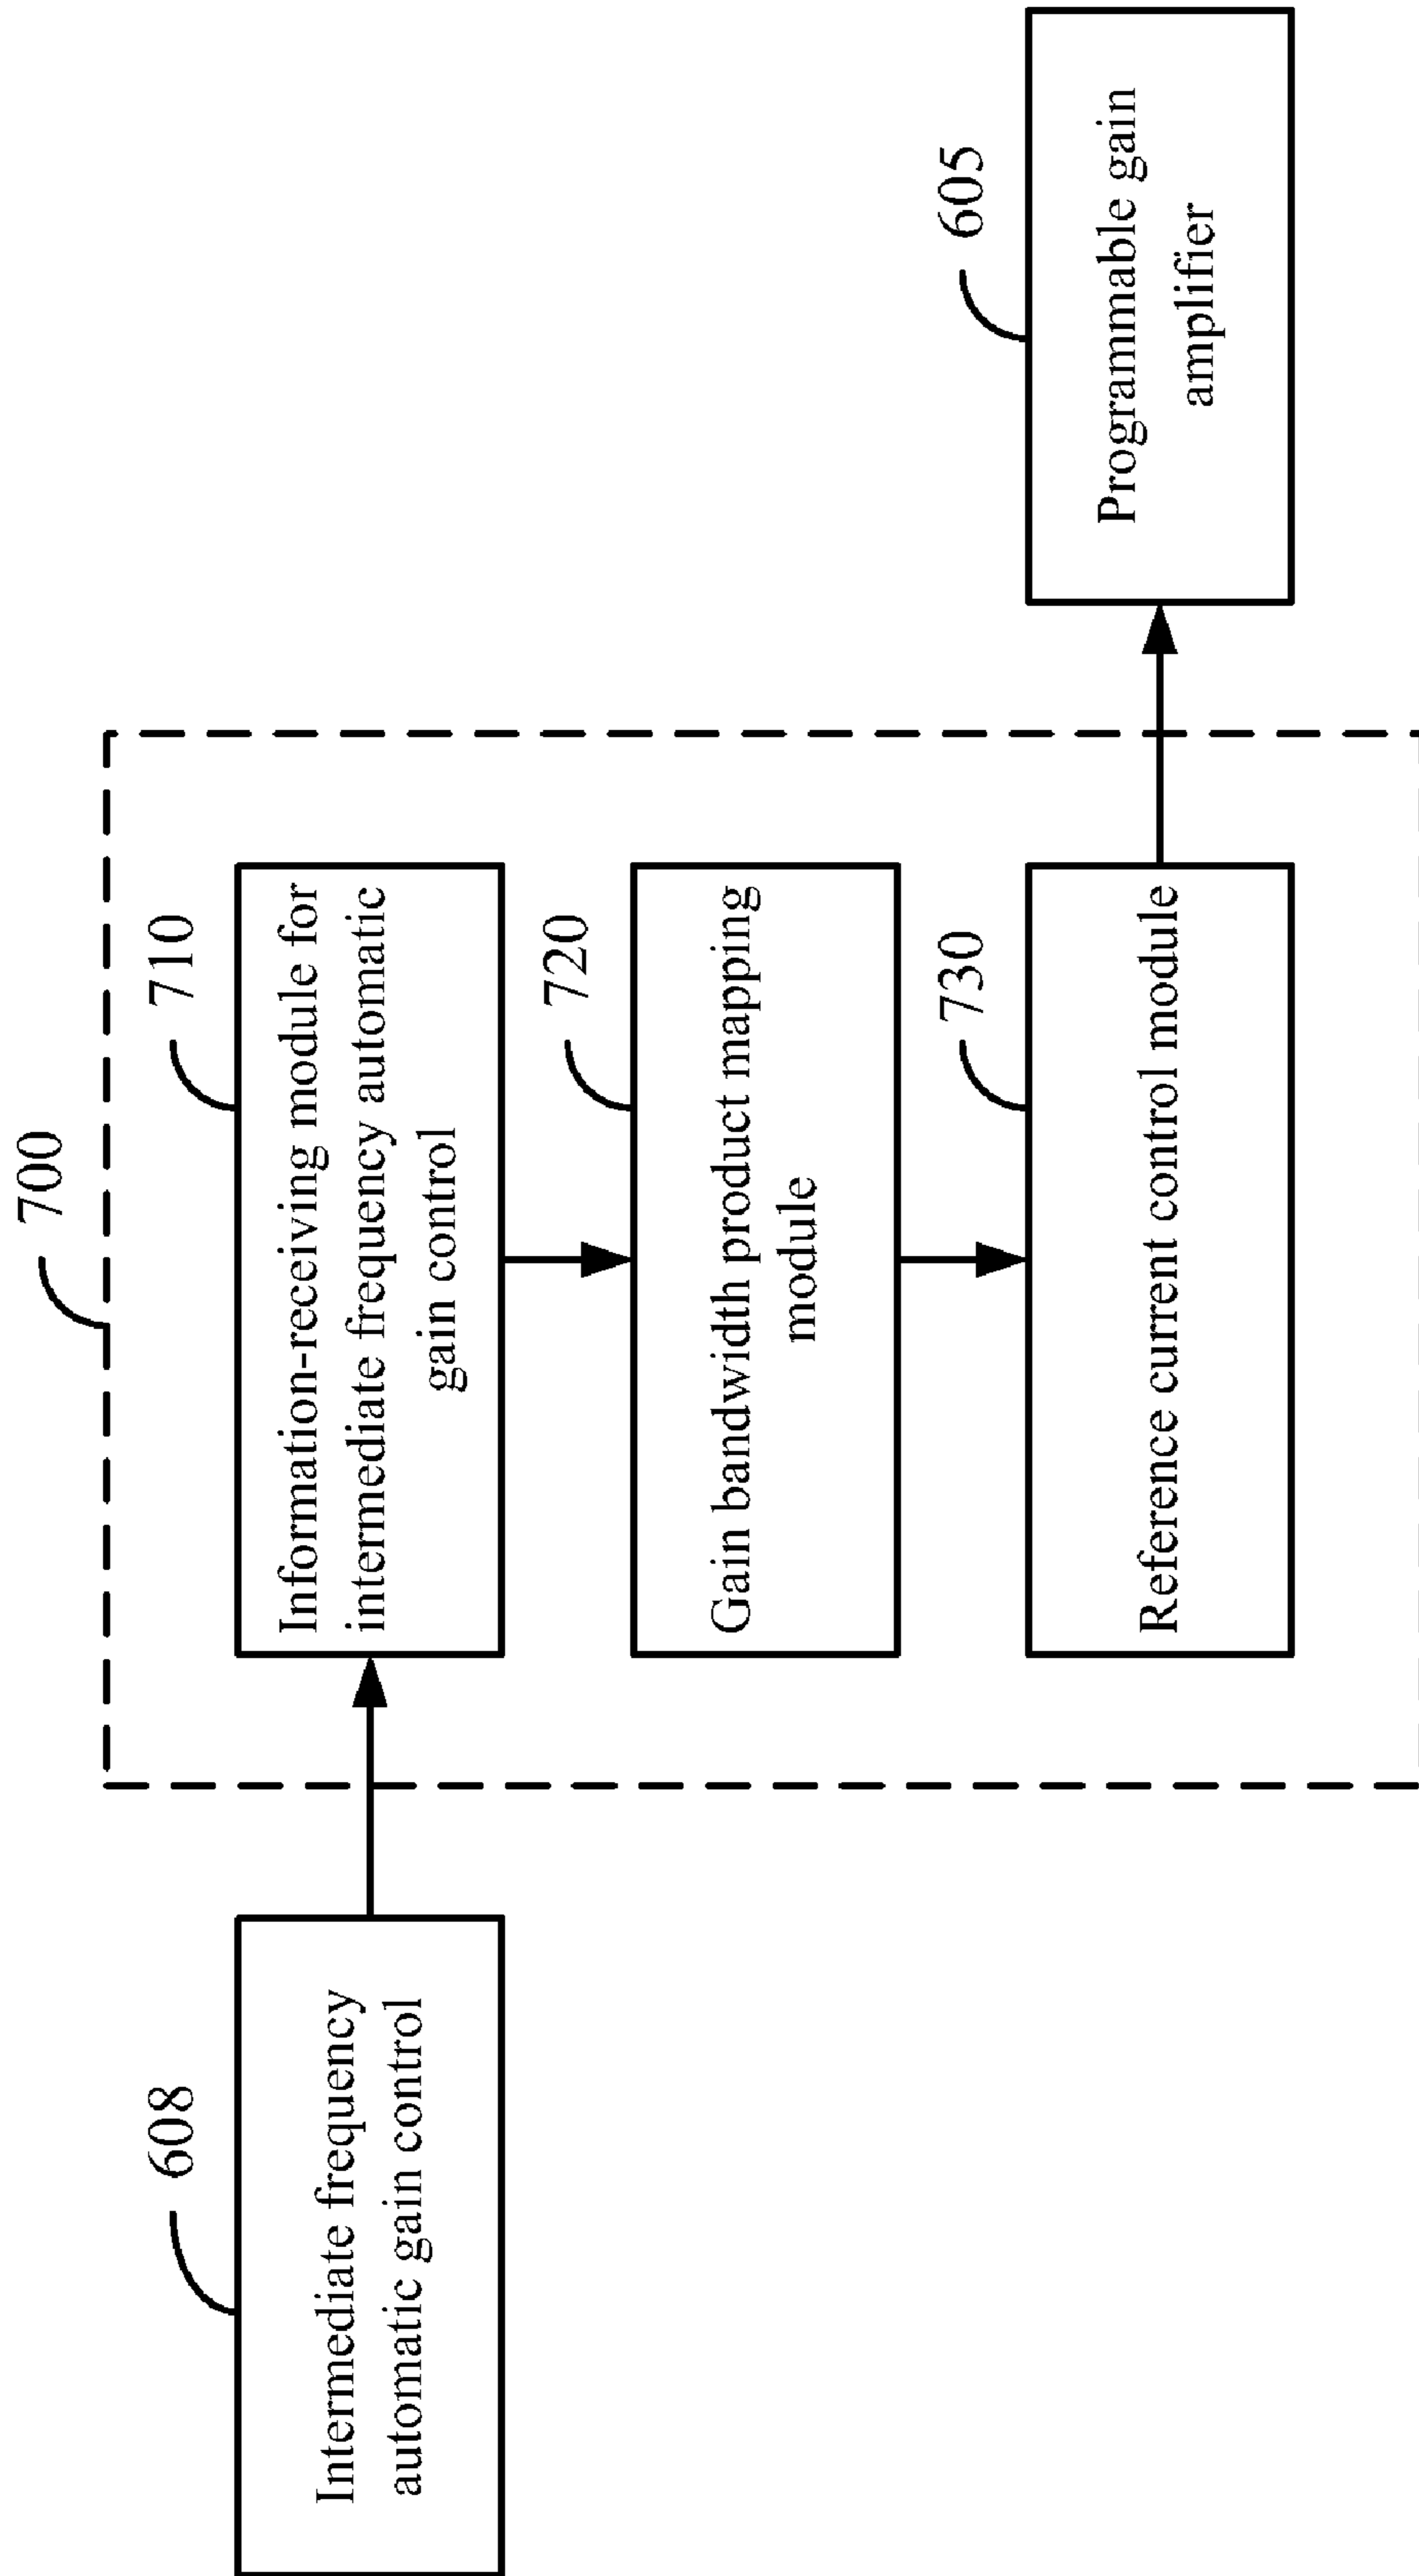 700
608
Intermediate frequency
automatic gain control
710
Information-receiving module for
intermediate frequency automatic
gain control
720
Gain bandwidth product mapping
module
730
Reference current control module
605
Programmable gain
amplifier